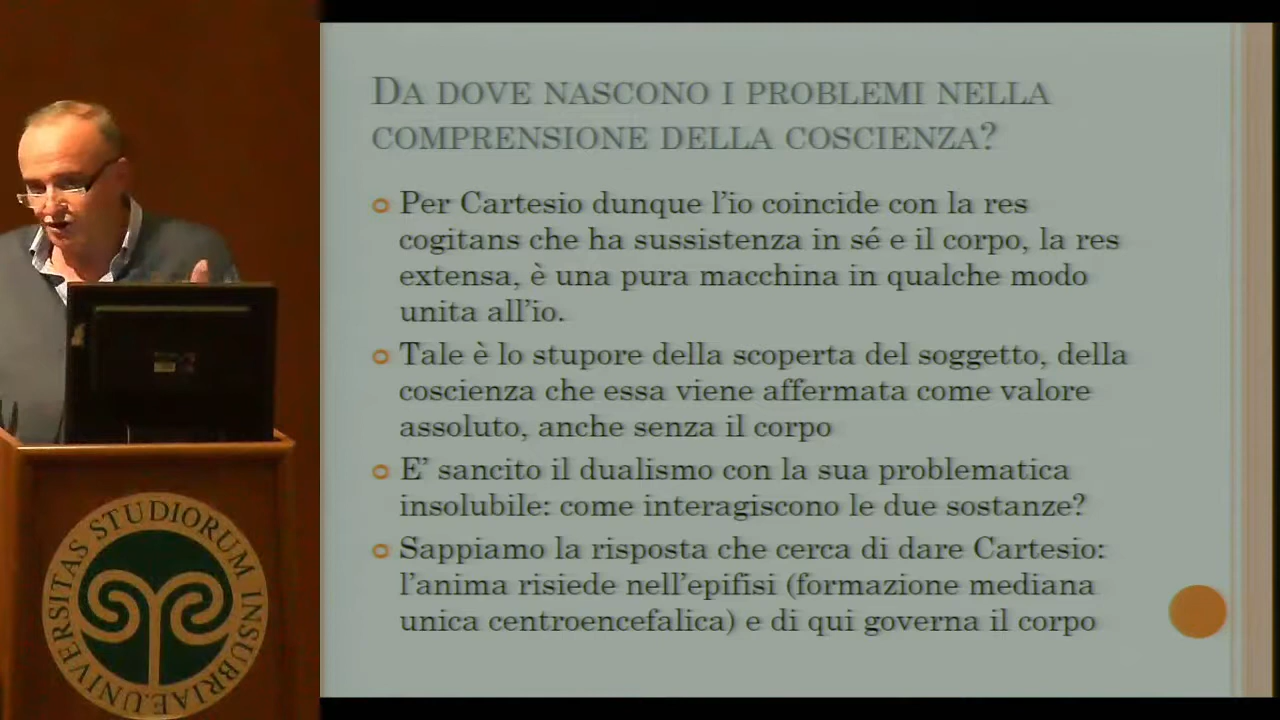 DA DOVE NASCONO I PROBLEMI NELLA
COMPRENSIONE DELLA COSCIENZA?
Per Cartesio dunque l'io coincide con la res
cogitans che ha sussistenza in sé e il corpo, la res
extensa, è una pura macchina in qualche modo
unita all'io.
Tale è lo stupore della scoperta del soggetto, della
coscienza che essa viene affermata come valore
assoluto, anche senza il corpo
E' sancito il dualismo con la sua problematica
insolubile: come interagiscono le due sostanze?
Sappiamo la risposta che cerca di dare Cartesio:
l'anima risiede nell'epifisi (formazione mediana
unica centroencefalica) e di qui governa il corpo
UNIVERSITAS STUDIORUM INSUBRIAE